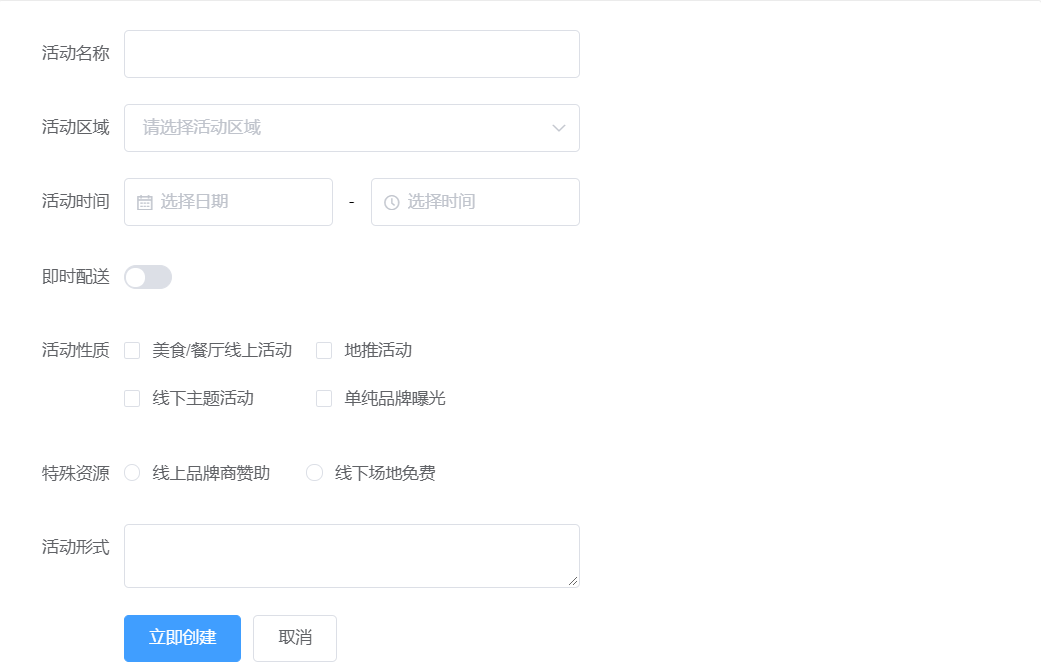 活动名称
活动区域 请选择活动区域
活动时间 选择日期 - 选择时间
即时配送
活动性质 美食/餐厅线上活动 地推活动
线下主题活动 单纯品牌曝光
特殊资源 线上品牌商赞助 线下场地免费
活动形式
立即创建 取消